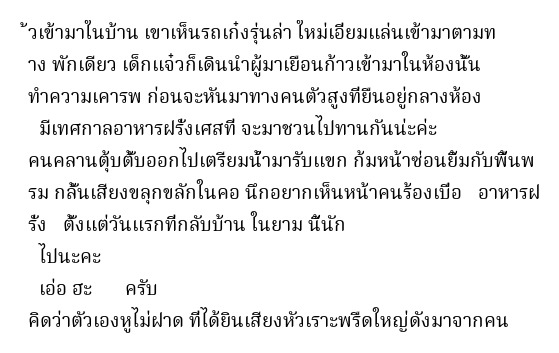 ้วเข้ามาในบ้าน เขาเห็นรถเก๋งรุ่นล่า ใหม่เอี่ยมแล่นเข้ามาตามท
าง พักเดียว เด็กแจ๋วก็เดินนำผู้มาเยือนก้าวเข้ามาในห้องนั้น
ทำความเคารพ ก่อนจะหันมาทางคนตัวสูงที่ยืนอยู่กลางห้อง
มีเทศกาลอาหารฝรั่งเศสที่ จะมาชวนไปทานกันน่ะค่ะ
คนคลานตุ้บตั้บออกไปเตรียมน้ำมารับแขก ก้มหน้าซ่อนยิ้มกับพื้นพ
รม กลั้นเสียงขลุกขลักในคอ นึกอยากเห็นหน้าคนร้องเบื่อ อาหารฝ
รั่ง ตั้งแต่วันแรกที่กลับบ้าน ในยาม นี้นัก
ไปนะคะ
เอ่อ ฮะ ครับ
คิดว่าตัวเองหูไม่ฝาด ที่ได้ยินเสียงหัวเราะพรืดใหญ่ดังมาจากคน